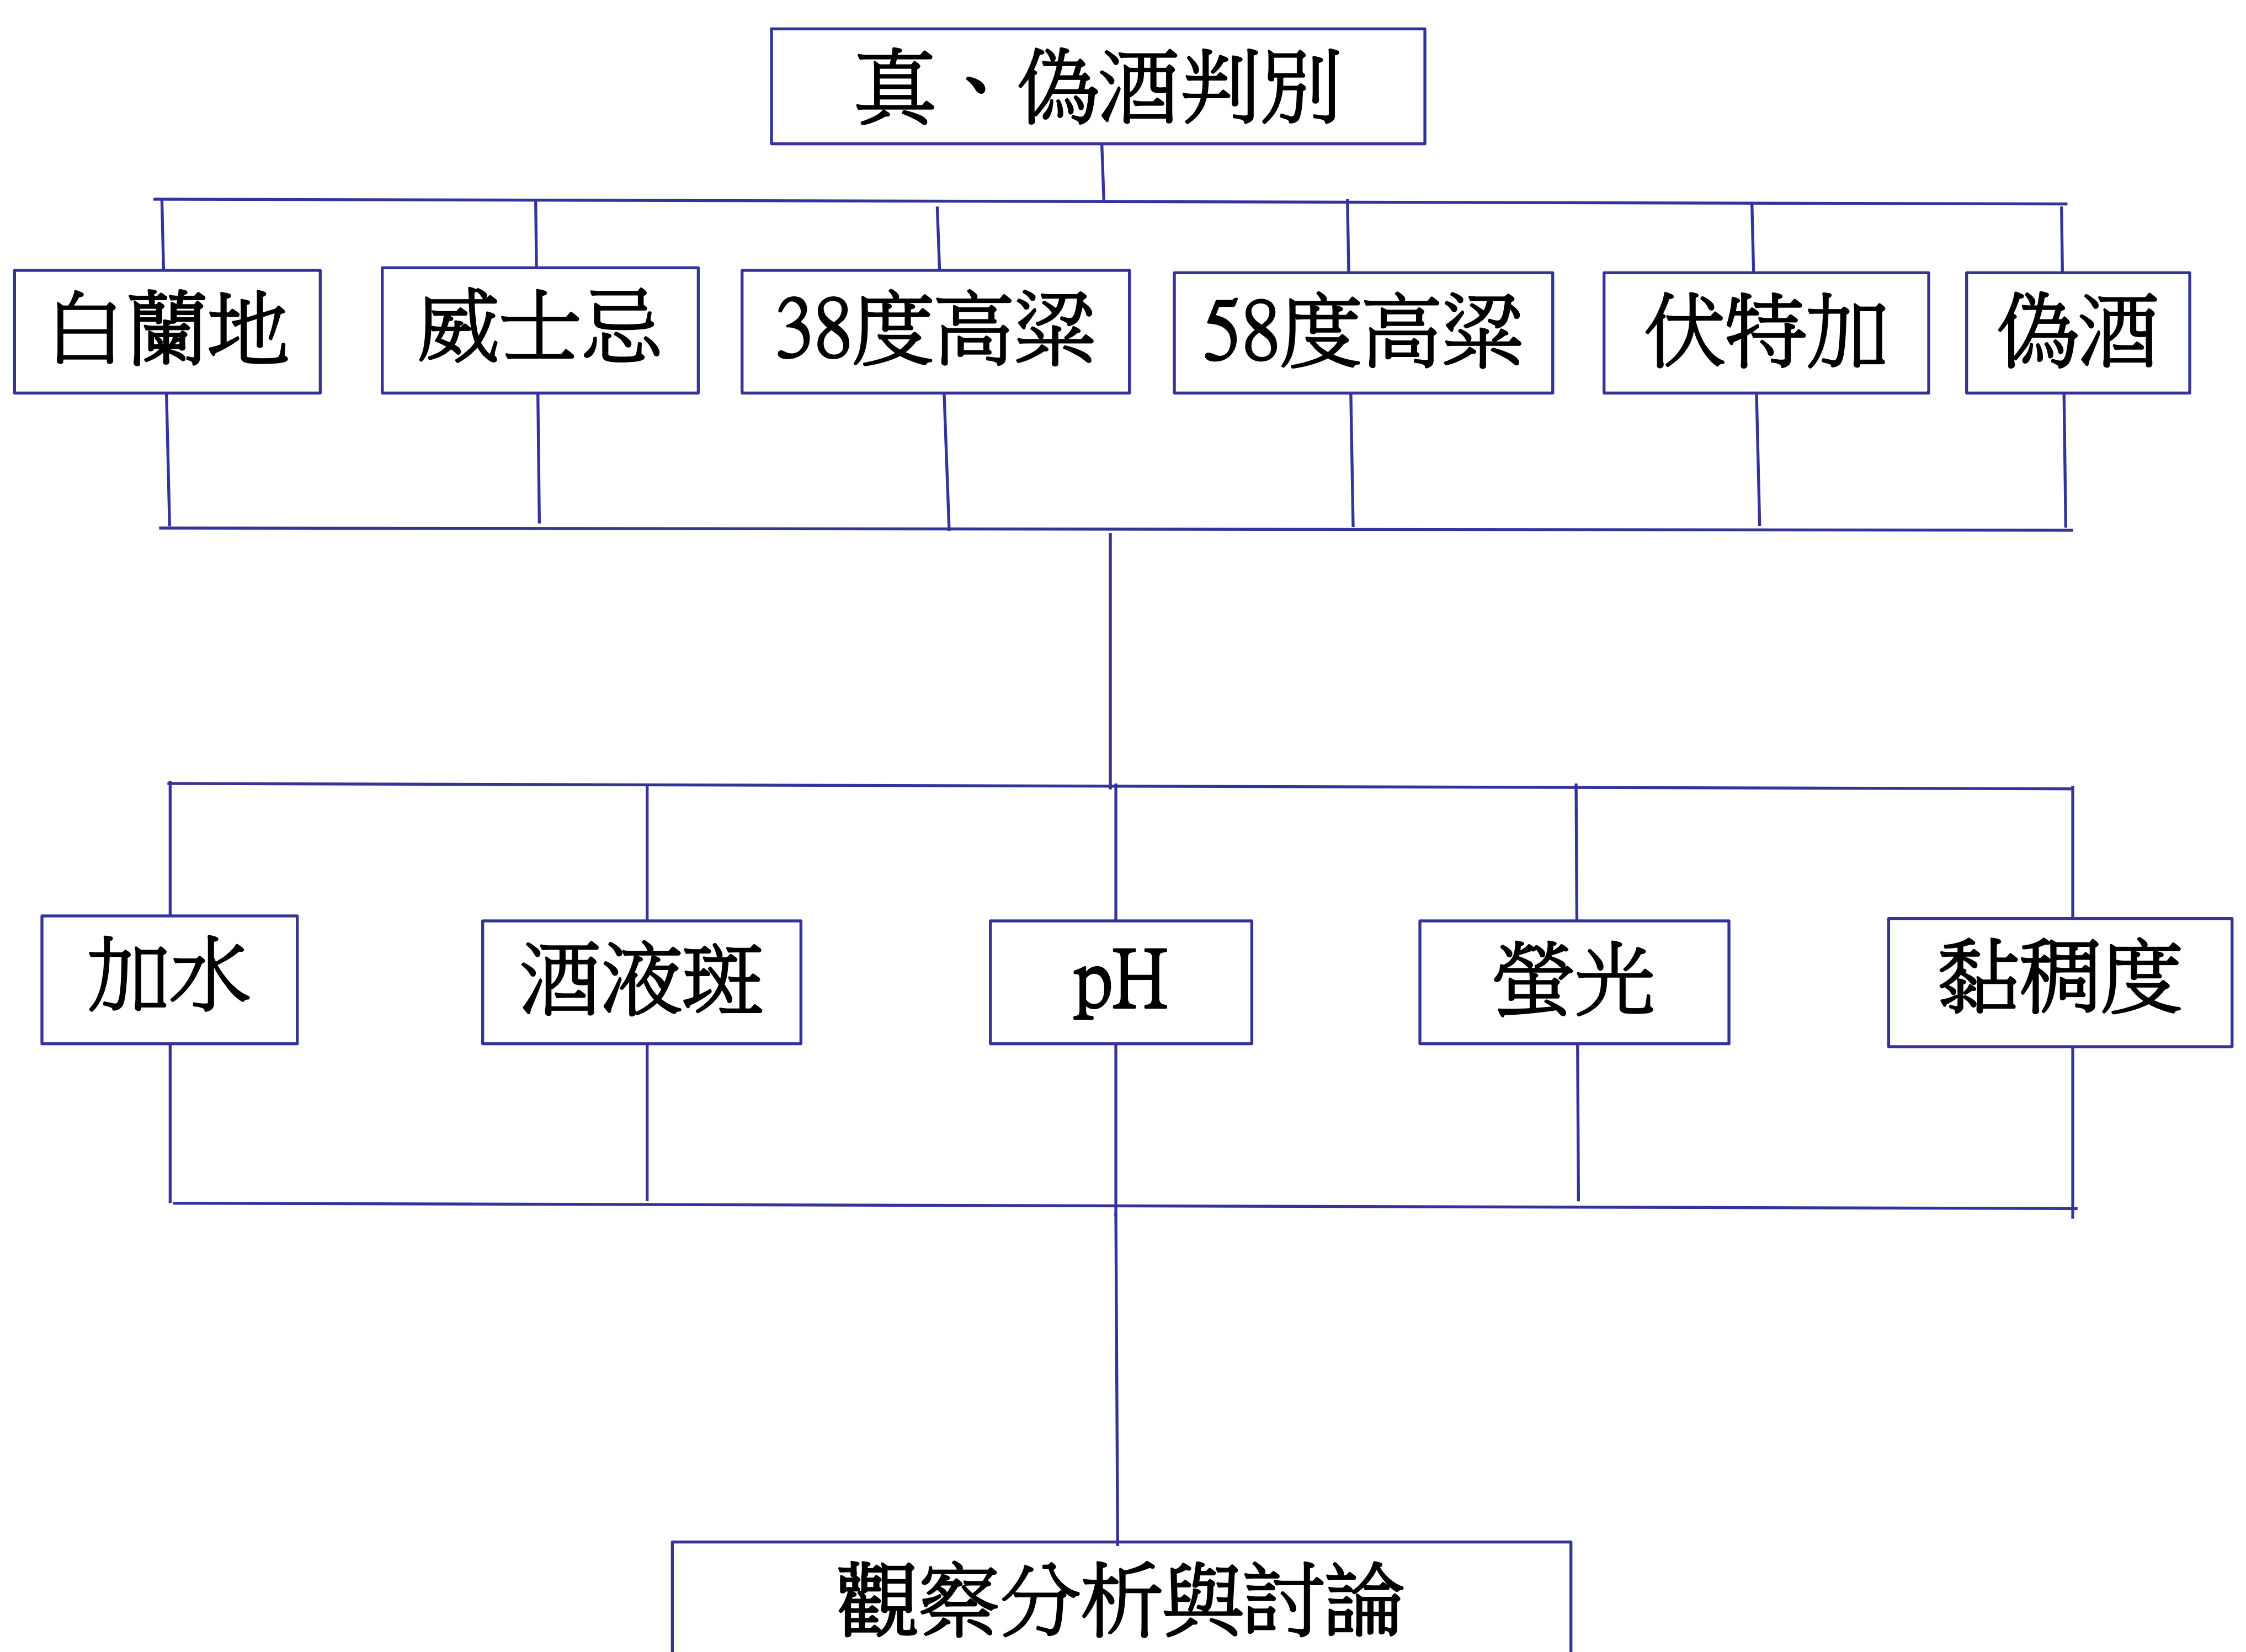 真、偽酒判別
白蘭地
威士忌
38度高粱
58度高粱
伏特加
偽酒
加水
酒液斑
pH
螢光
黏稠度
觀察分析與討論